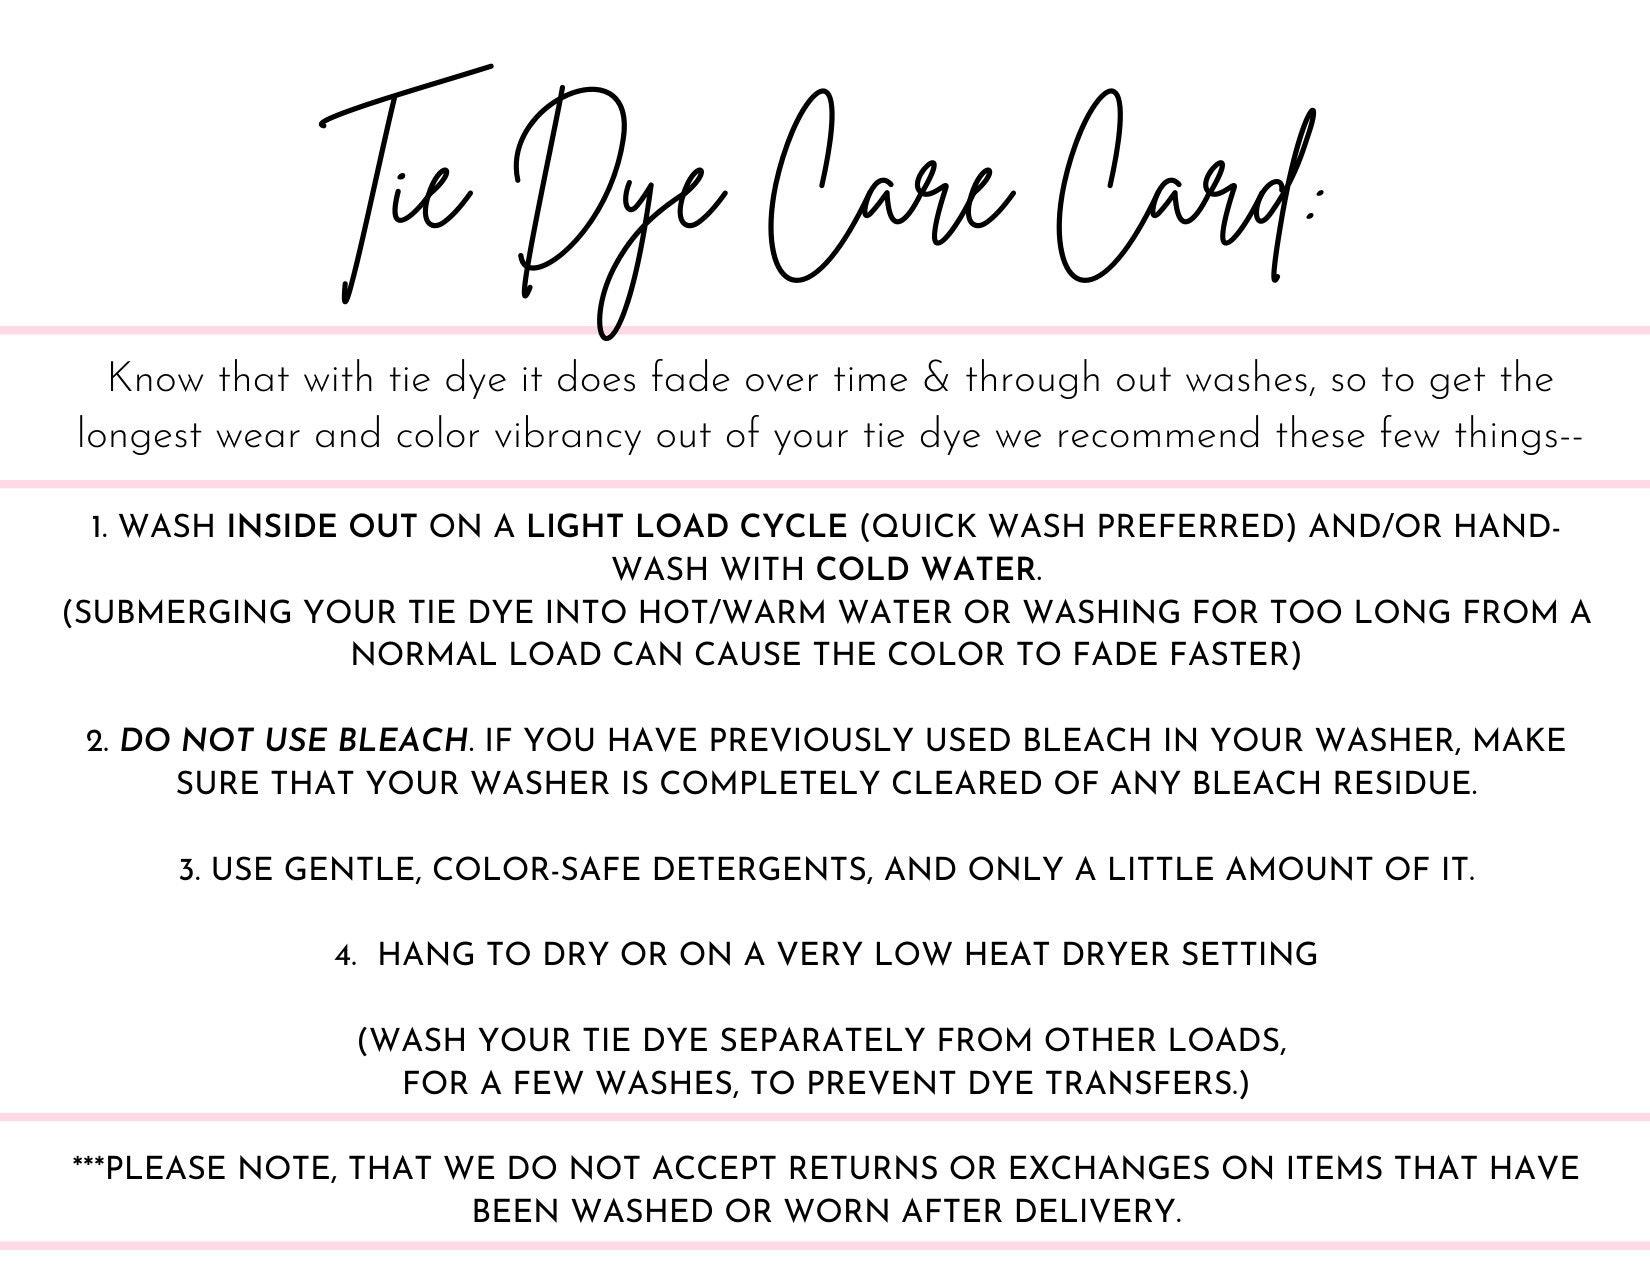 Tie Dye Care Card:
Know that with tie dye it does fade over time & through out washes, so to get the
longest wear and color vibrancy out of your tie dye we recommend these few things--
1. WASH INSIDE OUT ON A LIGHT LOAD CYCLE (QUICK WASH PREFERRED) AND/OR HAND-
WASH WITH COLD WATER.
(SUBMERGING YOUR TIE DYE INTO HOT/WARM WATER OR WASHING FOR TOO LONG FROM A
NORMAL LOAD CAN CAUSE THE COLOR TO FADE FASTER)
2. DO NOT USE BLEACH. IF YOU HAVE PREVIOUSLY USED BLEACH IN YOUR WASHER, MAKE
SURE THAT YOUR WASHER IS COMPLETELY CLEARED OF ANY BLEACH RESIDUE.
3. USE GENTLE, COLOR-SAFE DETERGENTS, AND ONLY A LITTLE AMOUNT OF IT.
4. HANG TO DRY OR ON A VERY LOW HEAT DRYER SETTING
(WASH YOUR TIE DYE SEPARATELY FROM OTHER LOADS,
FOR A FEW WASHES, TO PREVENT DYE TRANSFERS.)
***PLEASE NOTE, THAT WE DO NOT ACCEPT RETURNS OR EXCHANGES ON ITEMS THAT HAVE
BEEN WASHED OR WORN AFTER DELIVERY.